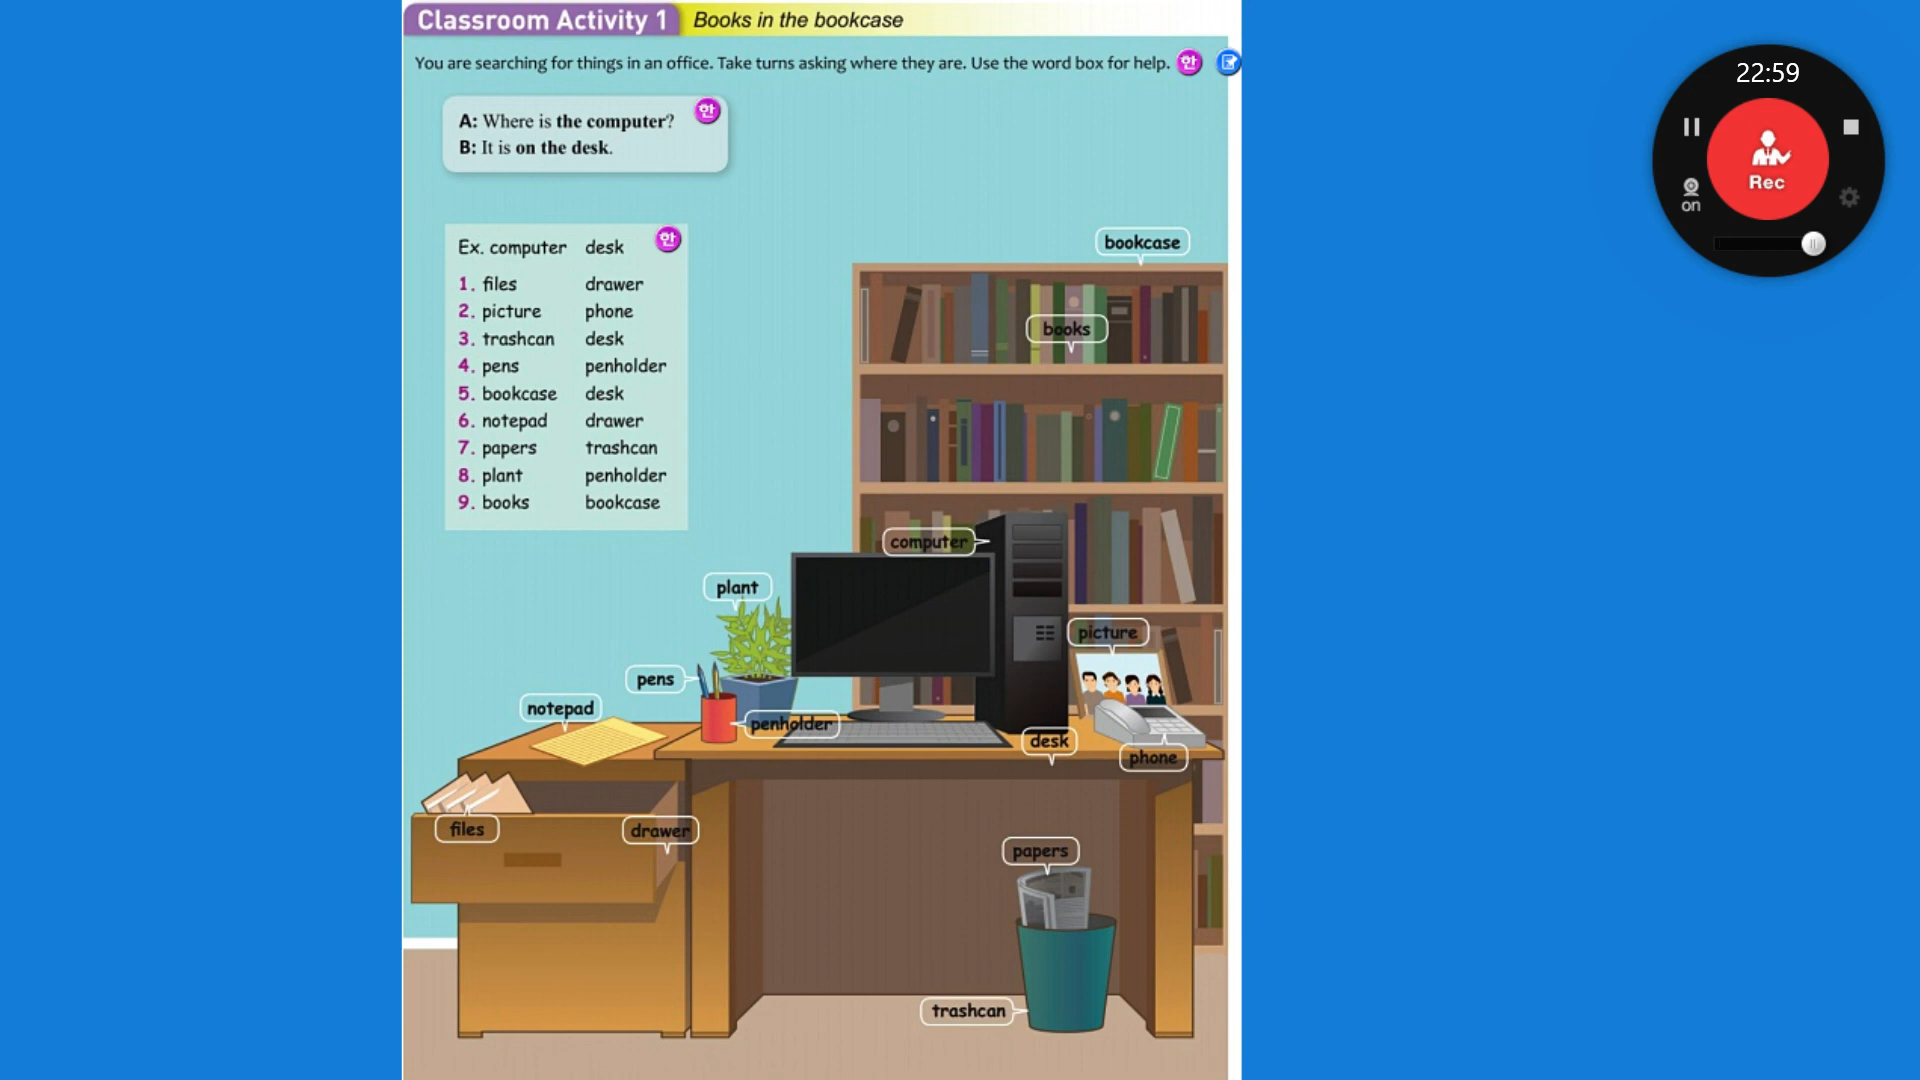 Classroom Activity 1 Books in the bookcase
You are searching for things in an office. Take turns asking where they are. Use the word box for help. 한
A: Where is the computer? 한
B: It is on the desk.
Ex. computer desk 한
1. files drawer
2. picture phone
3. trashcan desk
4. pens penholder
5. bookcase desk
6. notepad drawer
7. papers trashcan
8. plant penholder
9. books bookcase
bookcase
books
computer
plant
picture
pens
notepad
penholder
desk
phone
files
drawer
papers
trashcan
22:59
Rec
on